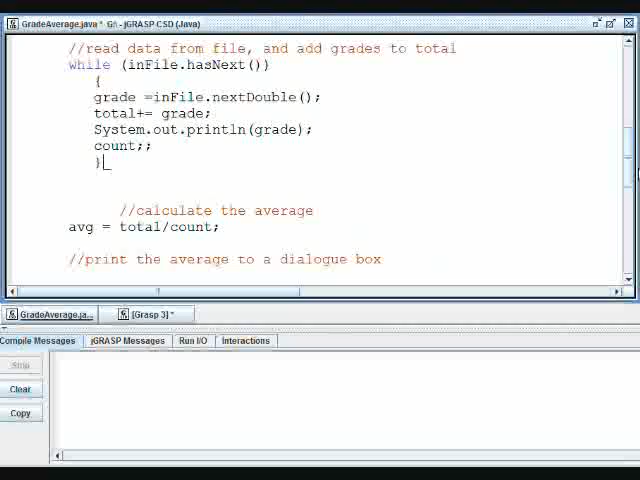 GradeAverage.java * G:\ - jGRASP CSD (Java)
//read data from file, and add grades to total
while (inFile.hasNext())
{
grade =inFile.nextDouble();
total+= grade;
System.out.println(grade);
count;;
}
//calculate the average
avg = total/count;
//print the average to a dialogue box
GradeAverage.ja... [Grasp 3] *
Compile Messages jGRASP Messages Run I/O Interactions
Stop
Clear
Copy